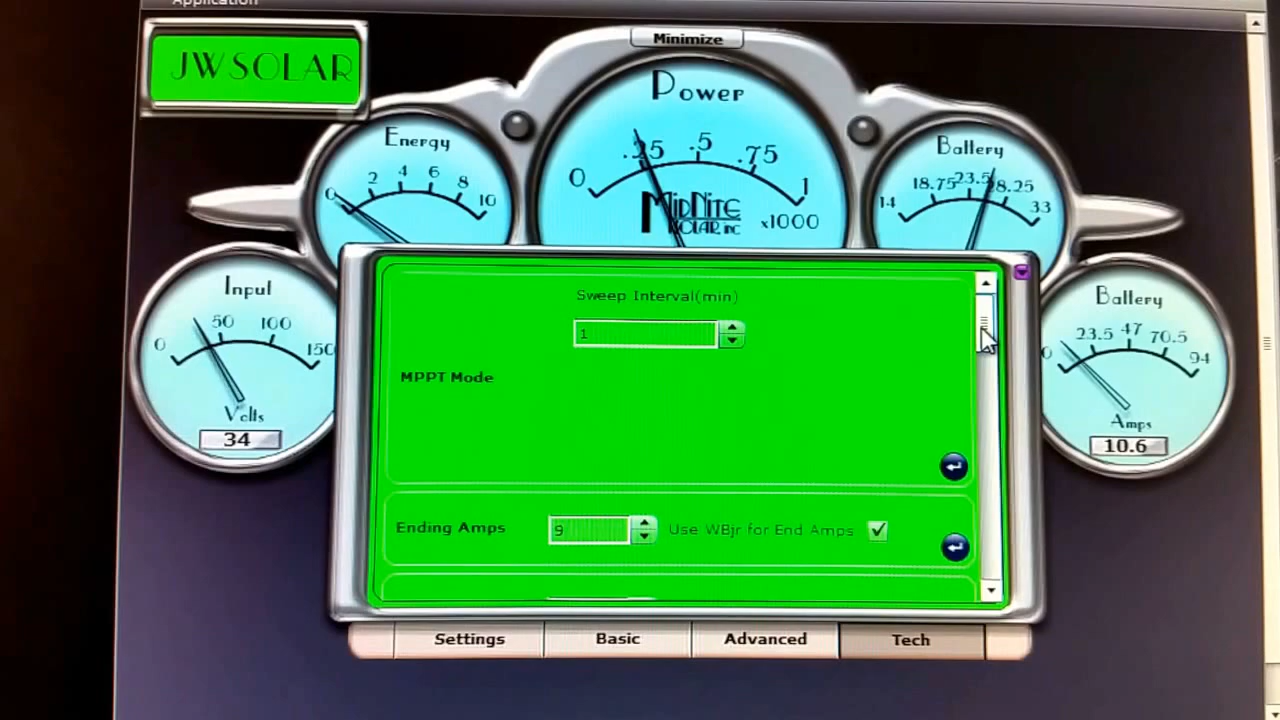 Application
Minimize
JWSOLAR
Power
0 .25 .5 .75 1
x1000
MIDNITE
SOLAR, INC
Energy
0 2 4 6 8 10
Battery
14 18.75 23.5 28.25 33
Input
0 50 100 150
Volts
34
Battery
0 23.5 47 70.5 94
Amps
10.6
Sweep Interval(min)
1
MPPT Mode
Ending Amps 9 Use WBjr for End Amps
Settings Basic Advanced Tech